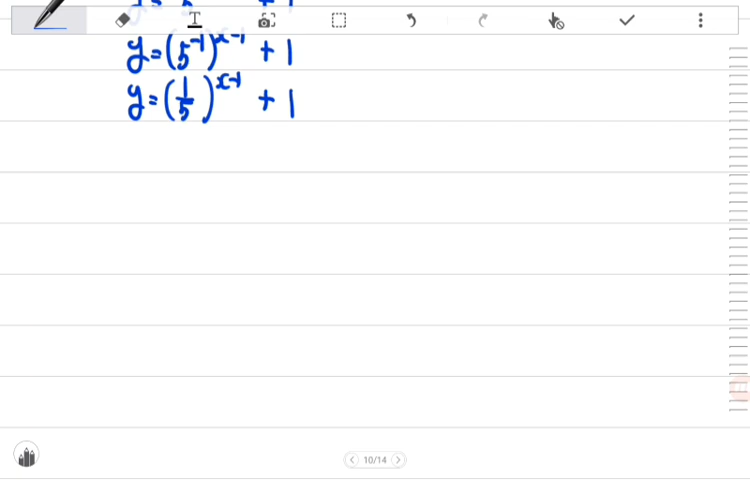 T
y = (5⁻¹)ˣ⁻¹ + 1
y = (1/5)ˣ⁻¹ + 1
10/14